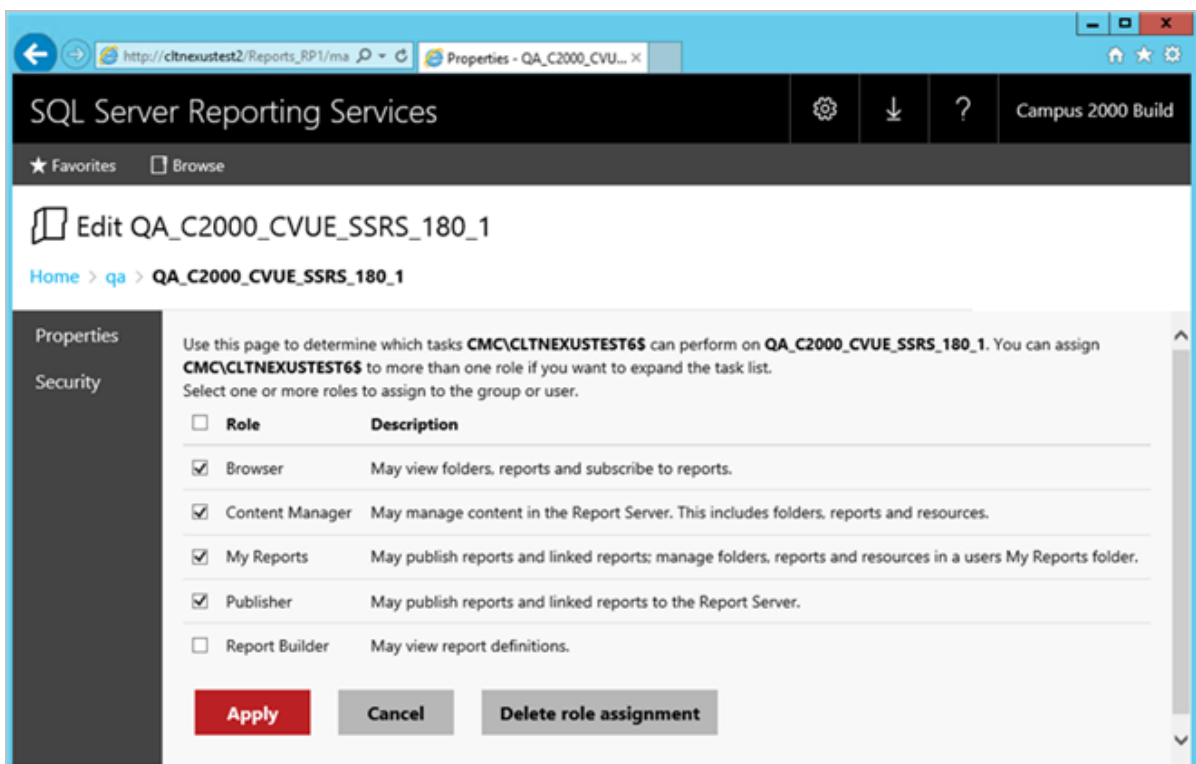 http://cltnexustest2/Reports_RP1/ma
Properties - QA_C2000_CVU...
SQL Server Reporting Services
?
Campus 2000 Build
Favorites
Browse
Edit QA_C2000_CVUE_SSRS_180_1
Home > qa > QA_C2000_CVUE_SSRS_180_1
Properties
Security
Use this page to determine which tasks CMC\CLTNEXUSTEST6$ can perform on QA_C2000_CVUE_SSRS_180_1. You can assign
CMC\CLTNEXUSTEST6$ to more than one role if you want to expand the task list.
Select one or more roles to assign to the group or user.
Role Description
Browser May view folders, reports and subscribe to reports.
Content Manager May manage content in the Report Server. This includes folders, reports and resources.
My Reports May publish reports and linked reports; manage folders, reports and resources in a users My Reports folder.
Publisher May publish reports and linked reports to the Report Server.
Report Builder May view report definitions.
Apply Cancel Delete role assignment